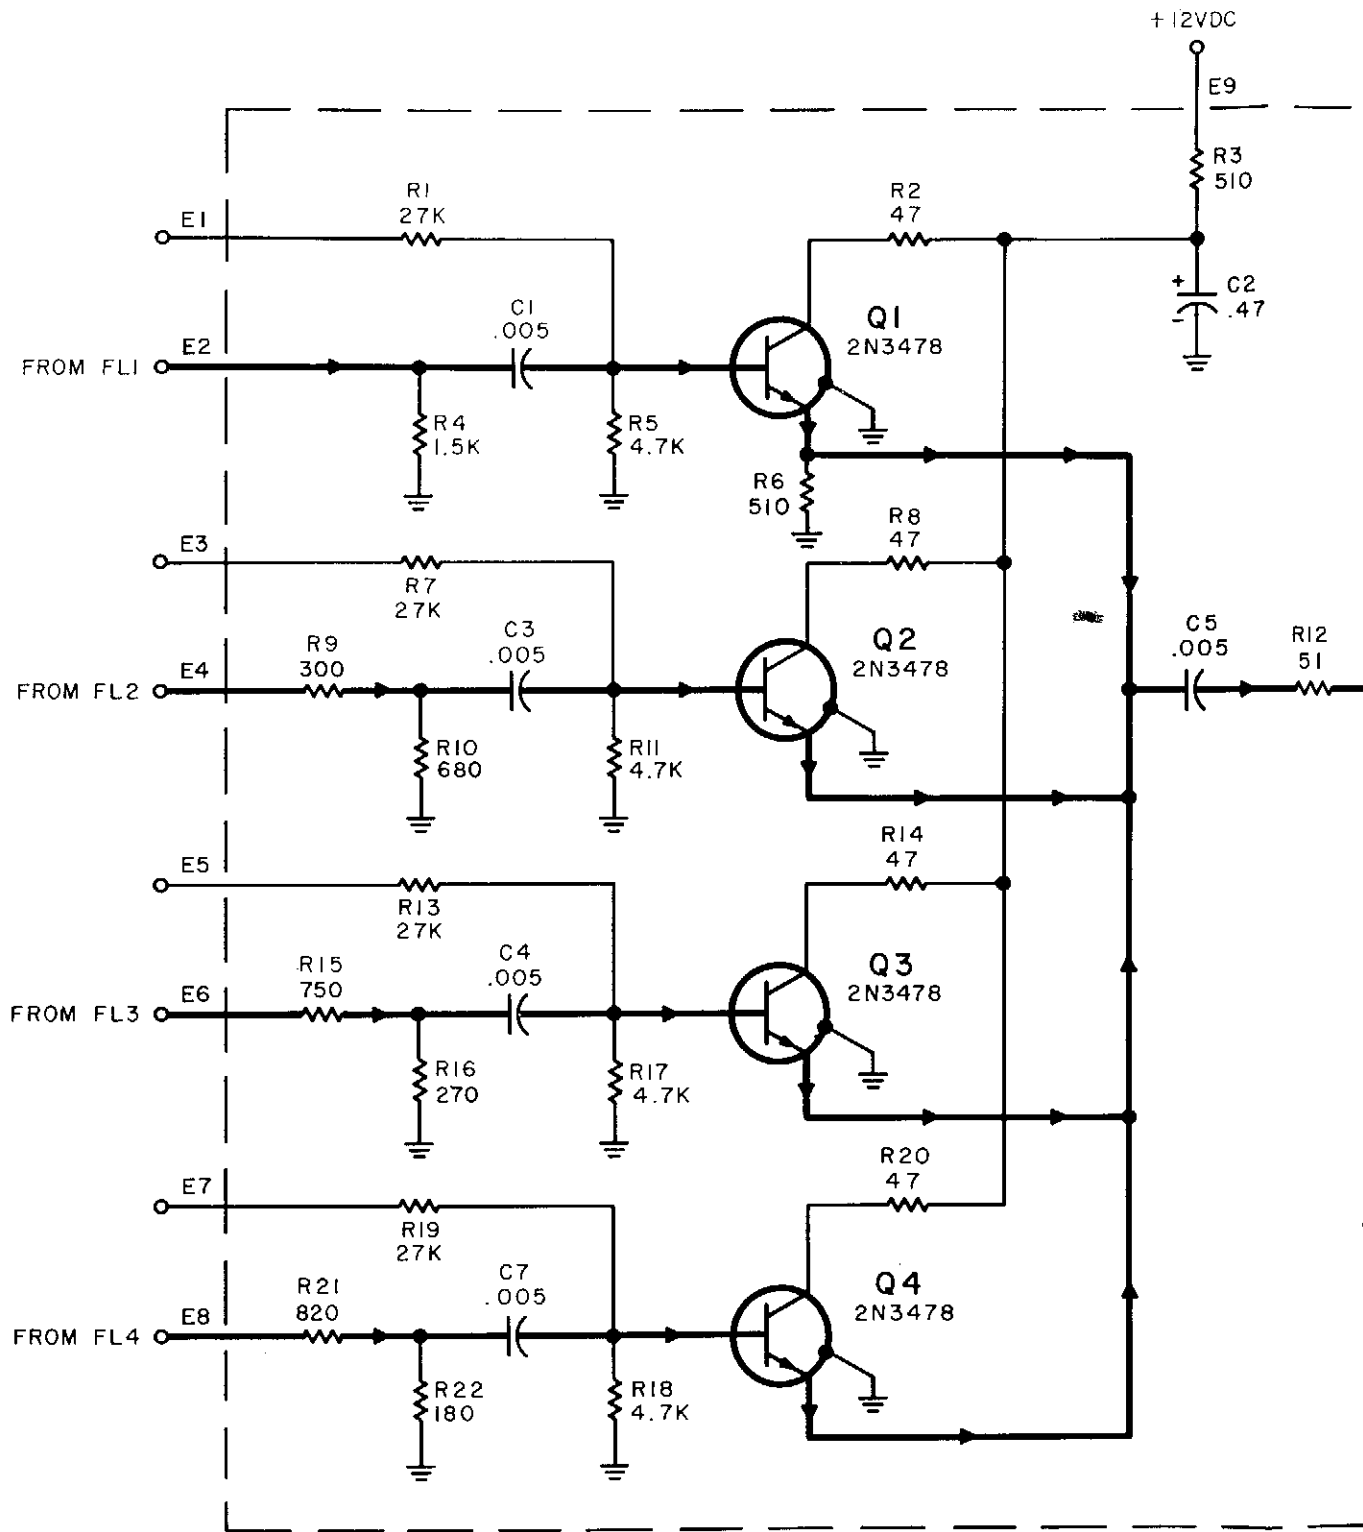 +12VDC
E9
R3
510
R1
27K
R2
47
E1
C2
.47
+
-
C1
.005
Q1
2N3478
E2
FROM FL1
R4
1.5K
R5
4.7K
R6
510
R8
47
E3
R7
27K
C3
.005
Q2
2N3478
C5
.005
R12
51
R9
300
E4
FROM FL2
R10
680
R11
4.7K
R14
47
E5
R13
27K
C4
.005
Q3
2N3478
R15
750
E6
FROM FL3
R16
270
R17
4.7K
R20
47
E7
R19
27K
C7
.005
Q4
2N3478
R21
820
E8
FROM FL4
R22
180
R18
4.7K